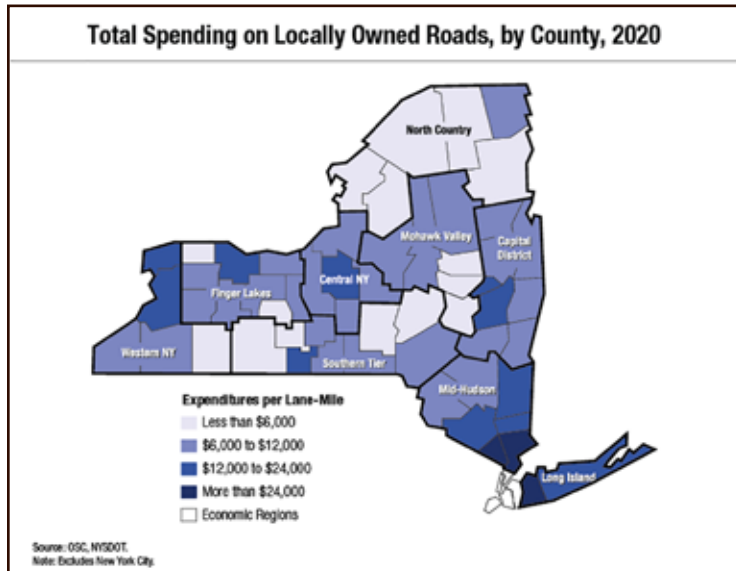 Total Spending on Locally Owned Roads, by County, 2020
North Country
Mohawk Valley
Capital
District
Central NY
Finger Lakes
Western NY
Southern Tier
Mid-Hudson
Long Island
Expenditures per Lane-Mile
Less than $6,000
$6,000 to $12,000
$12,000 to $24,000
More than $24,000
Economic Regions
Source: OSC, NYSDOT.
Note: Excludes New York City.